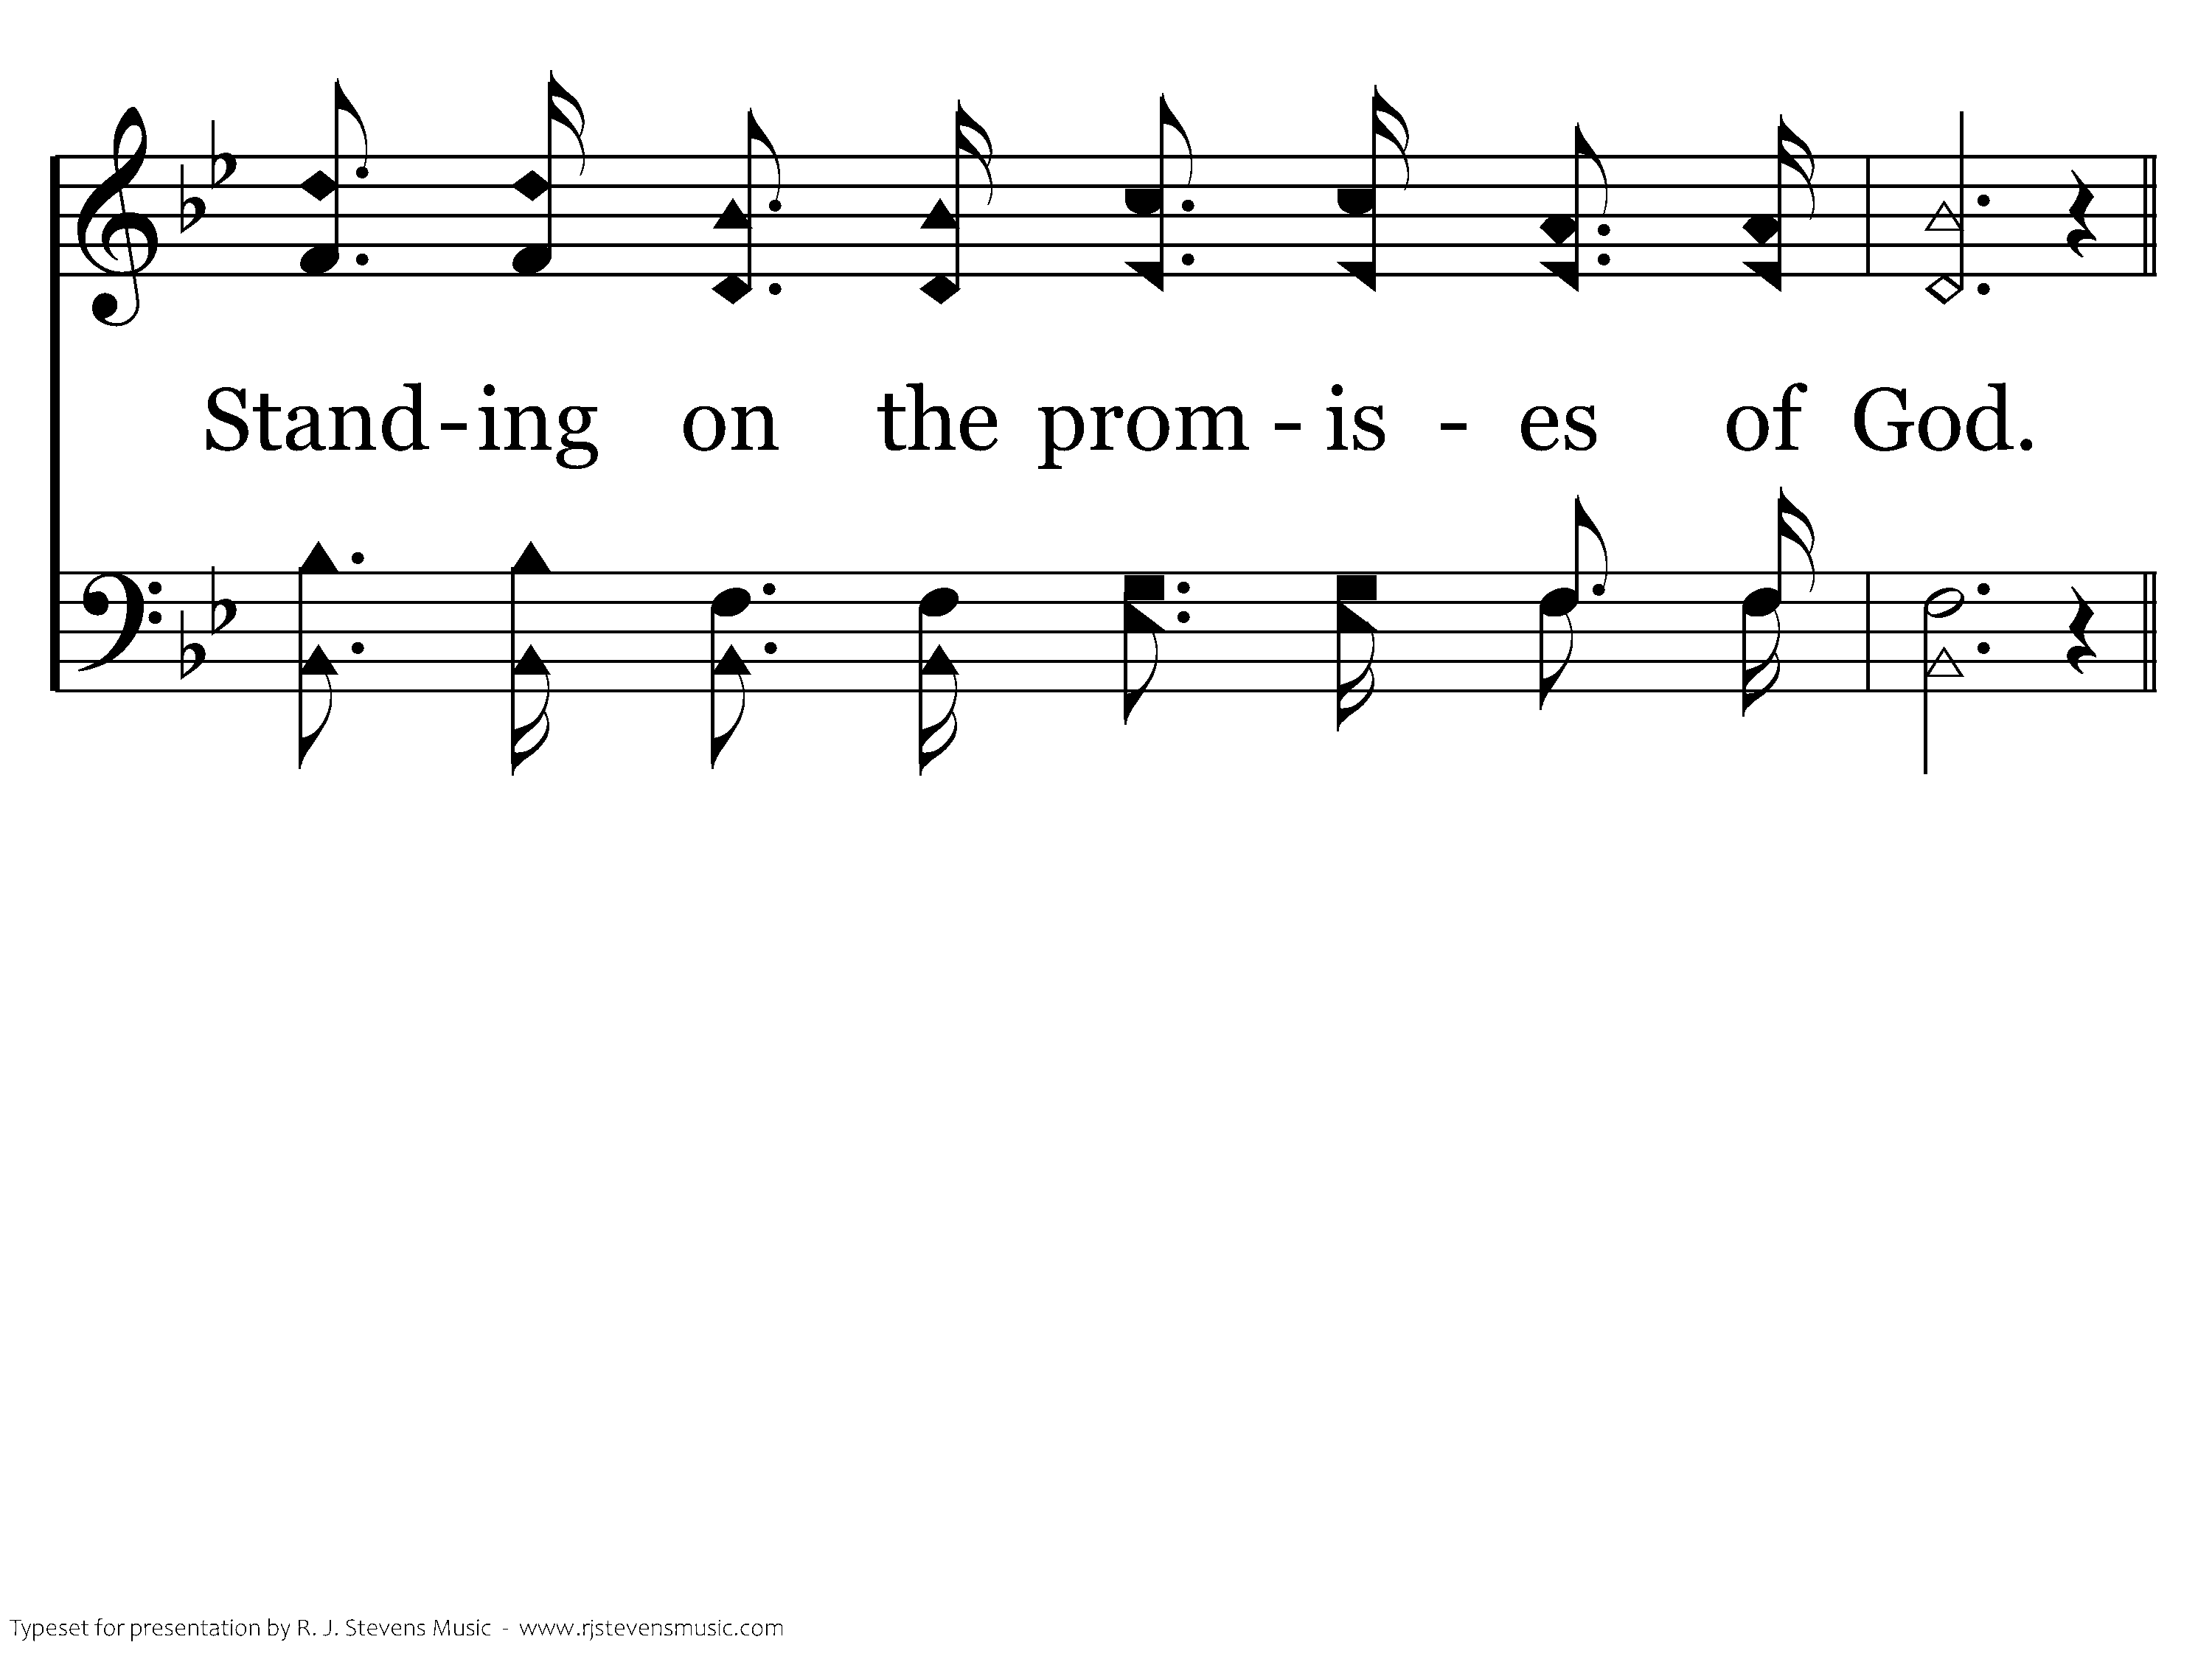 Stand-ing on the prom - is - es of God.
Typeset for presentation by R. J. Stevens Music - www.rjstevensmusic.com